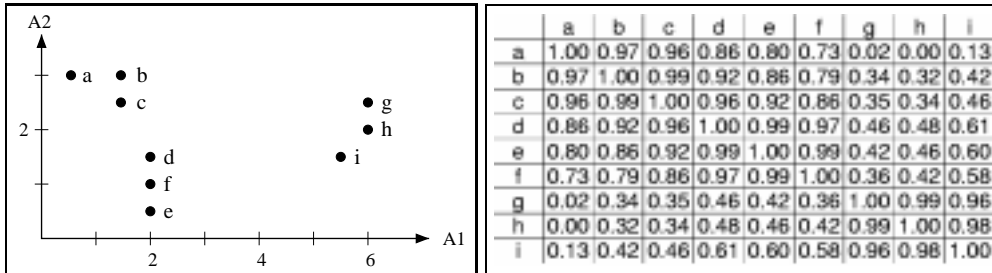 A2
a b
c
g
2 h
d i
f
e
A1
2 4 6
a b c d e f g h i
a 1.00 0.97 0.96 0.86 0.80 0.73 0.02 0.00 0.13
b 0.97 1.00 0.99 0.92 0.86 0.79 0.34 0.32 0.42
c 0.96 0.99 1.00 0.96 0.92 0.86 0.35 0.34 0.46
d 0.86 0.92 0.96 1.00 0.99 0.97 0.46 0.48 0.61
e 0.80 0.86 0.92 0.99 1.00 0.99 0.42 0.46 0.60
f 0.73 0.79 0.86 0.97 0.99 1.00 0.36 0.42 0.58
g 0.02 0.34 0.35 0.46 0.42 0.36 1.00 0.99 0.96
h 0.00 0.32 0.34 0.48 0.46 0.42 0.99 1.00 0.98
i 0.13 0.42 0.46 0.61 0.60 0.58 0.96 0.98 1.00